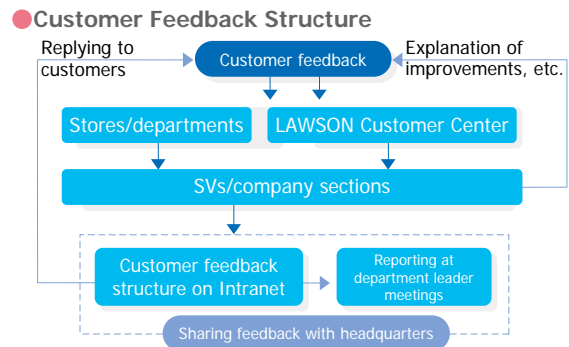 Customer Feedback Structure
Replying to
customers
Customer feedback
Explanation of
improvements, etc.
Stores/departments
LAWSON Customer Center
SVs/company sections
Customer feedback
structure on Intranet
Reporting at
department leader
meetings
Sharing feedback with headquarters